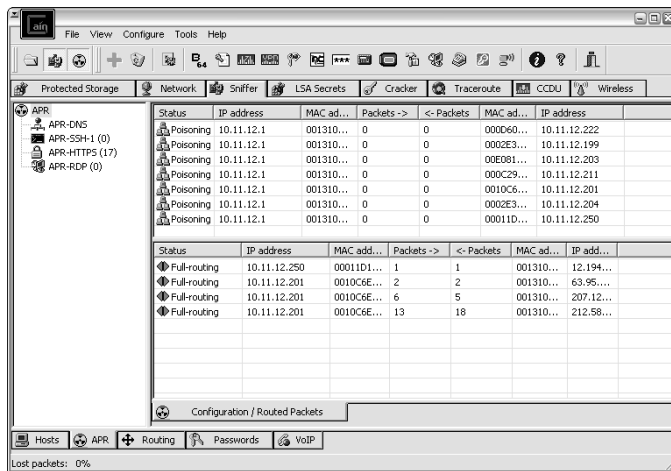 ain
File View Configure Tools Help
B 64
Protected Storage Network Sniffer LSA Secrets Cracker Traceroute CCDU Wireless
APR
APR-DNS
APR-SSH-1 (0)
APR-HTTPS (17)
APR-RDP (0)
Status IP address MAC ad... Packets -> <- Packets MAC ad... IP address
Poisoning 10.11.12.1 001310... 0 0 000D60... 10.11.12.222
Poisoning 10.11.12.1 001310... 0 0 0002E3... 10.11.12.199
Poisoning 10.11.12.1 001310... 0 0 00E081... 10.11.12.203
Poisoning 10.11.12.1 001310... 0 0 000C29... 10.11.12.211
Poisoning 10.11.12.1 001310... 0 0 0010C6... 10.11.12.201
Poisoning 10.11.12.1 001310... 0 0 0002E3... 10.11.12.204
Poisoning 10.11.12.1 001310... 0 0 00011D... 10.11.12.250
Status IP address MAC add... Packets -> <- Packets MAC ad... IP add...
Full-routing 10.11.12.250 00011D1... 1 1 001310... 12.194...
Full-routing 10.11.12.201 0010C6E... 2 2 001310... 63.95....
Full-routing 10.11.12.201 0010C6E... 6 5 001310... 207.12...
Full-routing 10.11.12.201 0010C6E... 13 18 001310... 212.58...
Configuration / Routed Packets
Hosts APR Routing Passwords VoIP
Lost packets: 0%